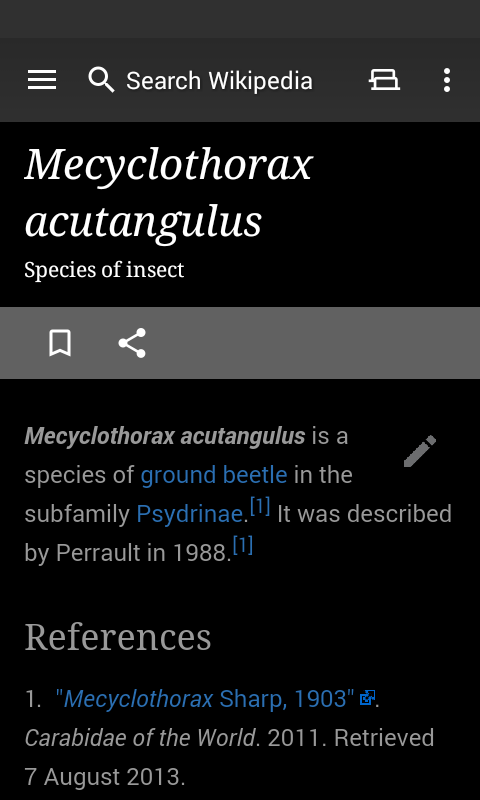 Search Wikipedia
Mecyclothorax
acutangulus
Species of insect
Mecyclothorax acutangulus is a
species of ground beetle in the
subfamily Psydrinae.[1] It was described
by Perrault in 1988.[1]
References
1. "Mecyclothorax Sharp, 1903".
Carabidae of the World. 2011. Retrieved
7 August 2013.